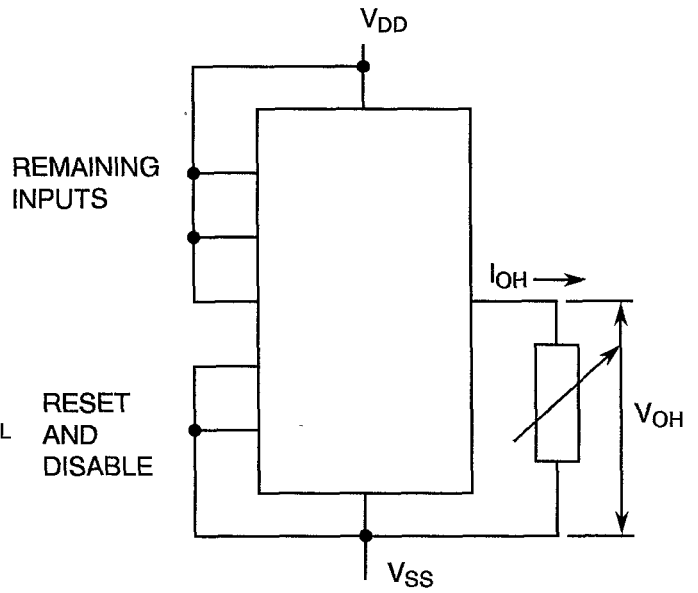 VDD
REMAINING
INPUTS
IOH
RESET
AND
DISABLE
L
VOH
VSS